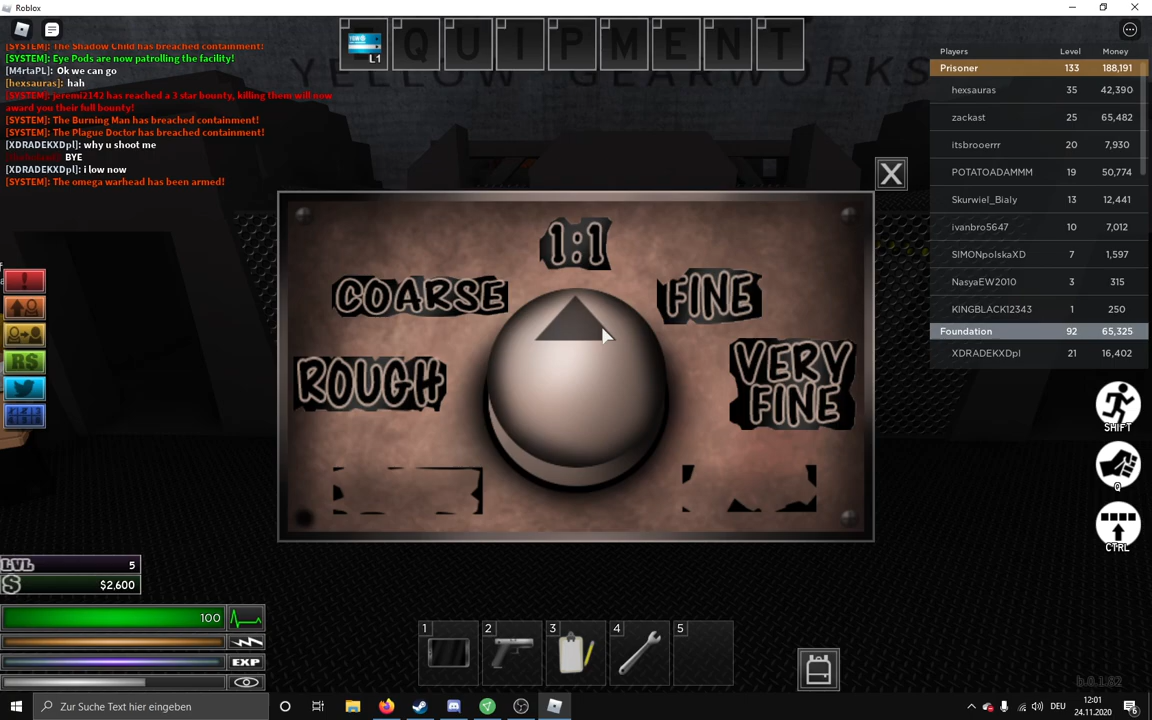 Roblox
L1
EQUIPMENT
[SYSTEM]: The Shadow Child has breached containment!
[SYSTEM]: Eye Pods are now patrolling the facility!
[M4rtaPL]: Ok we can go
[hexsauras]: hah
[SYSTEM]: jeremi2142 has reached a 3 star bounty, killing them will now
award you their full bounty!
[SYSTEM]: The Burning Man has breached containment!
[SYSTEM]: The Plague Doctor has breached containment!
[XDRADEKXDpl]: why u shoot me
BYE
[XDRADEKXDpl]: i low now
[SYSTEM]: The omega warhead has been armed!
Players Level Money
Prisoner 133 188,191
hexsauras 35 42,390
zackast 25 65,482
itsbrooerrr 20 7,930
POTATOADAMMM 19 50,774
Skurwiel_Bialy 13 12,441
ivanbro5647 10 7,012
SIMONpolskaXD 7 1,597
NasyaEW2010 3 315
KINGBLACK12343 1 250
Foundation 92 65,325
XDRADEKXDpl 21 16,402
X
1:1
COARSE
FINE
ROUGH
VERY
FINE
R$
SHIFT
Q
CTRL
LVL 5
S $2,600
100
EXP
1
2
3
4
5
b.0.1.82
Zur Suche Text hier eingeben
DEU
12:01
24.11.2020
6